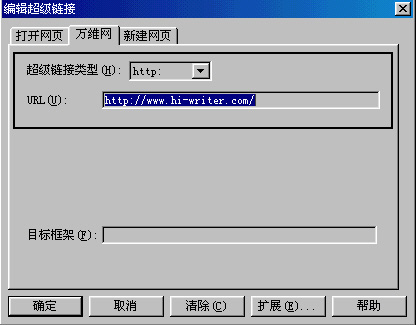 编辑超级链接
打开网页 万维网 新建网页
超级链接类型(H): http:
URL(U): http://www.hi-writer.com/
目标框架(F):
确定 取消 清除(C) 扩展(E)... 帮助